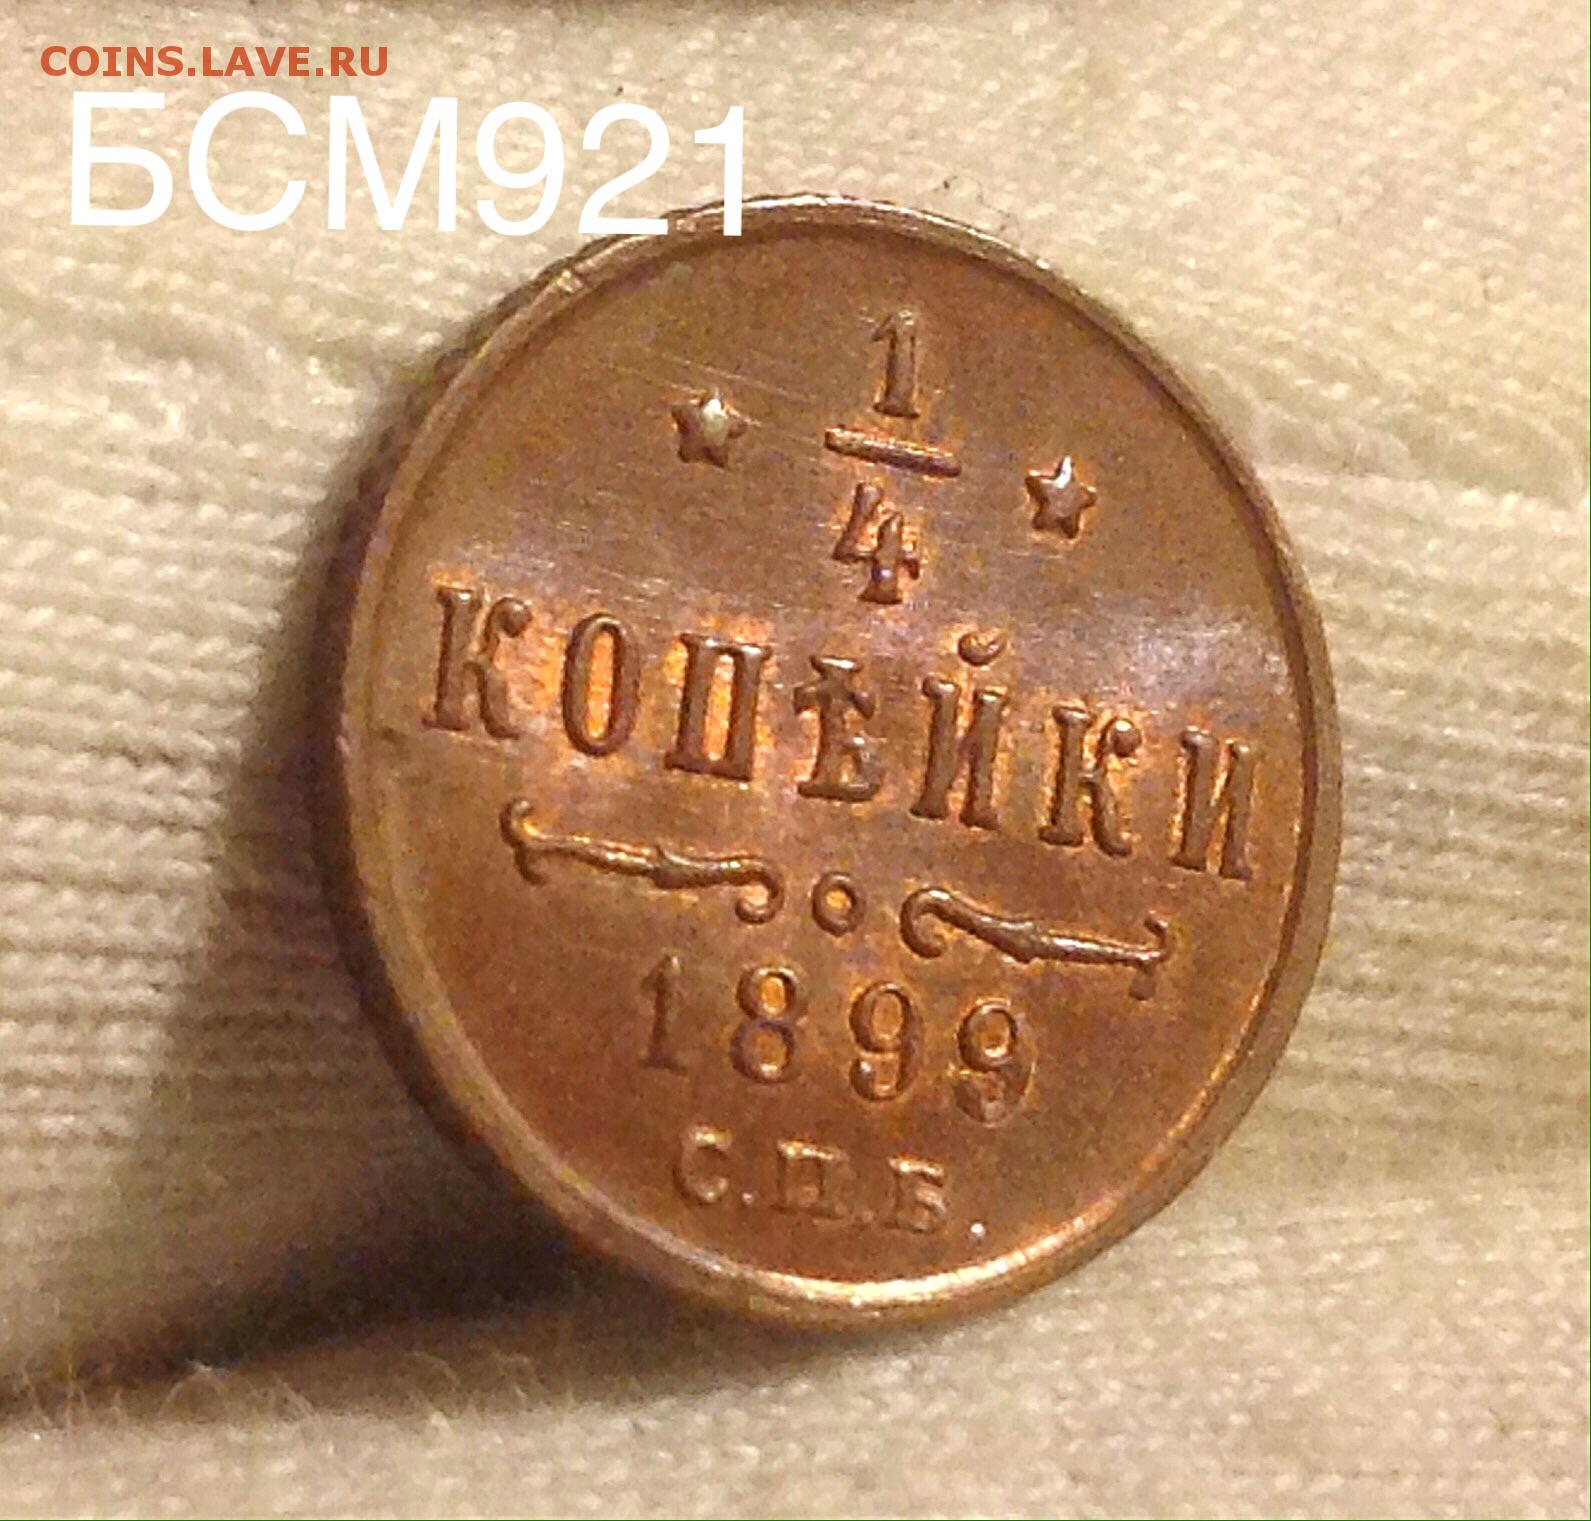 COINS.LAVE.RU
БСМ921
1
4
КОПѢЙКИ
1899
С.П.Б.